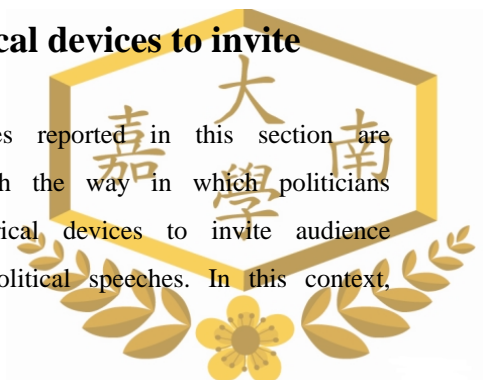 cal devices to invite
大
es reported in this section are
嘉 南
h the way in which politicians
學
ical devices to invite audience
olitical speeches. In this context,